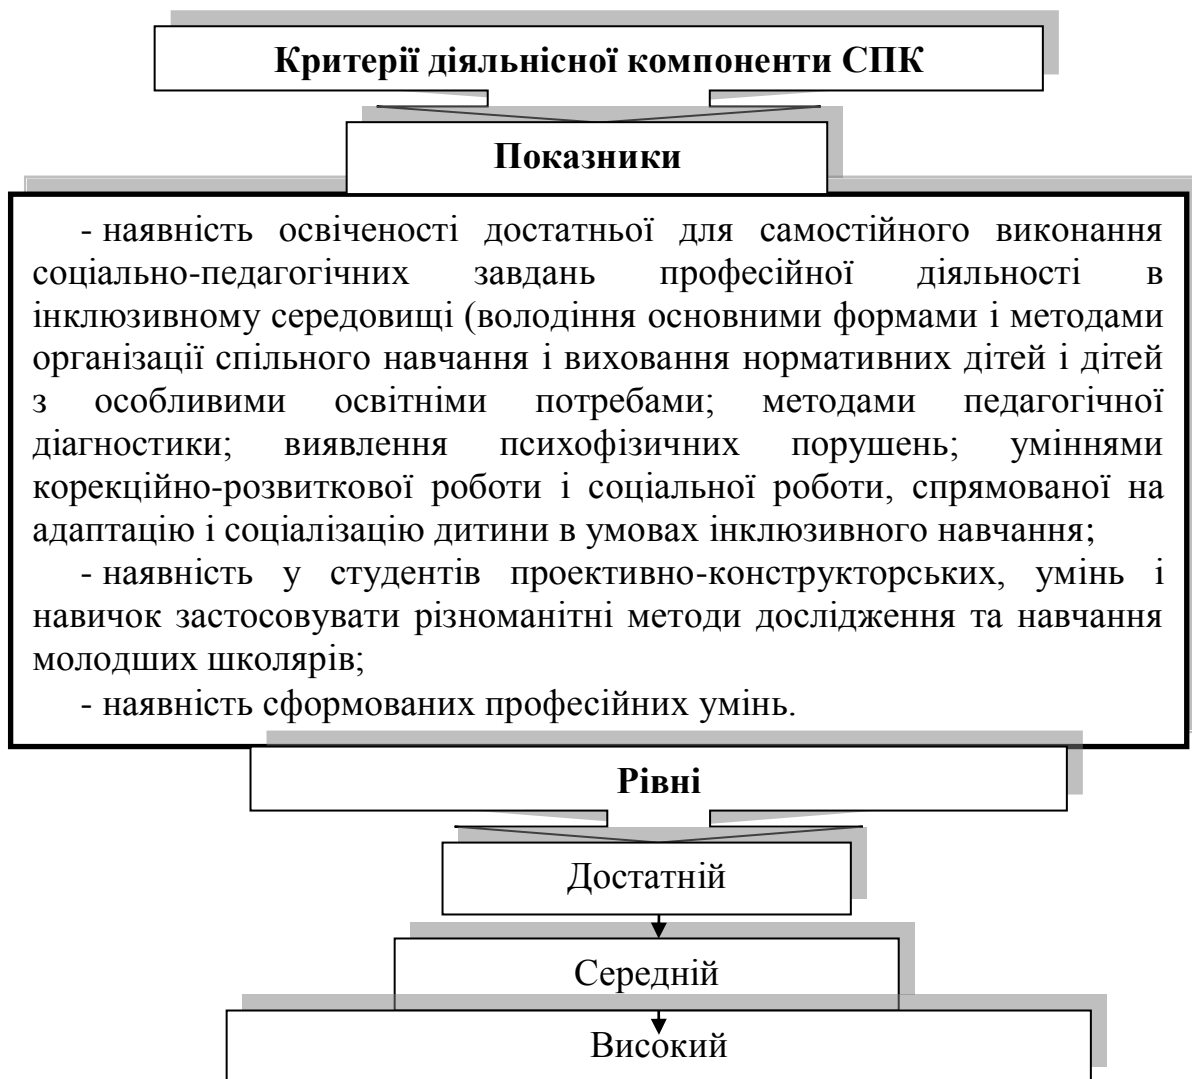 Критерії діяльнісної компоненти СПК
Показники
- наявність освіченості достатньої для самостійного виконання
соціально-педагогічних завдань професійної діяльності в
інклюзивному середовищі (володіння основними формами і методами
організації спільного навчання і виховання нормативних дітей і дітей
з особливими освітніми потребами; методами педагогічної
діагностики; виявлення психофізичних порушень; уміннями
корекційно-розвиткової роботи і соціальної роботи, спрямованої на
адаптацію і соціалізацію дитини в умовах інклюзивного навчання;
- наявність у студентів проективно-конструкторських, умінь і
навичок застосовувати різноманітні методи дослідження та навчання
молодших школярів;
- наявність сформованих професійних умінь.
Рівні
Достатній
Середній
Високий